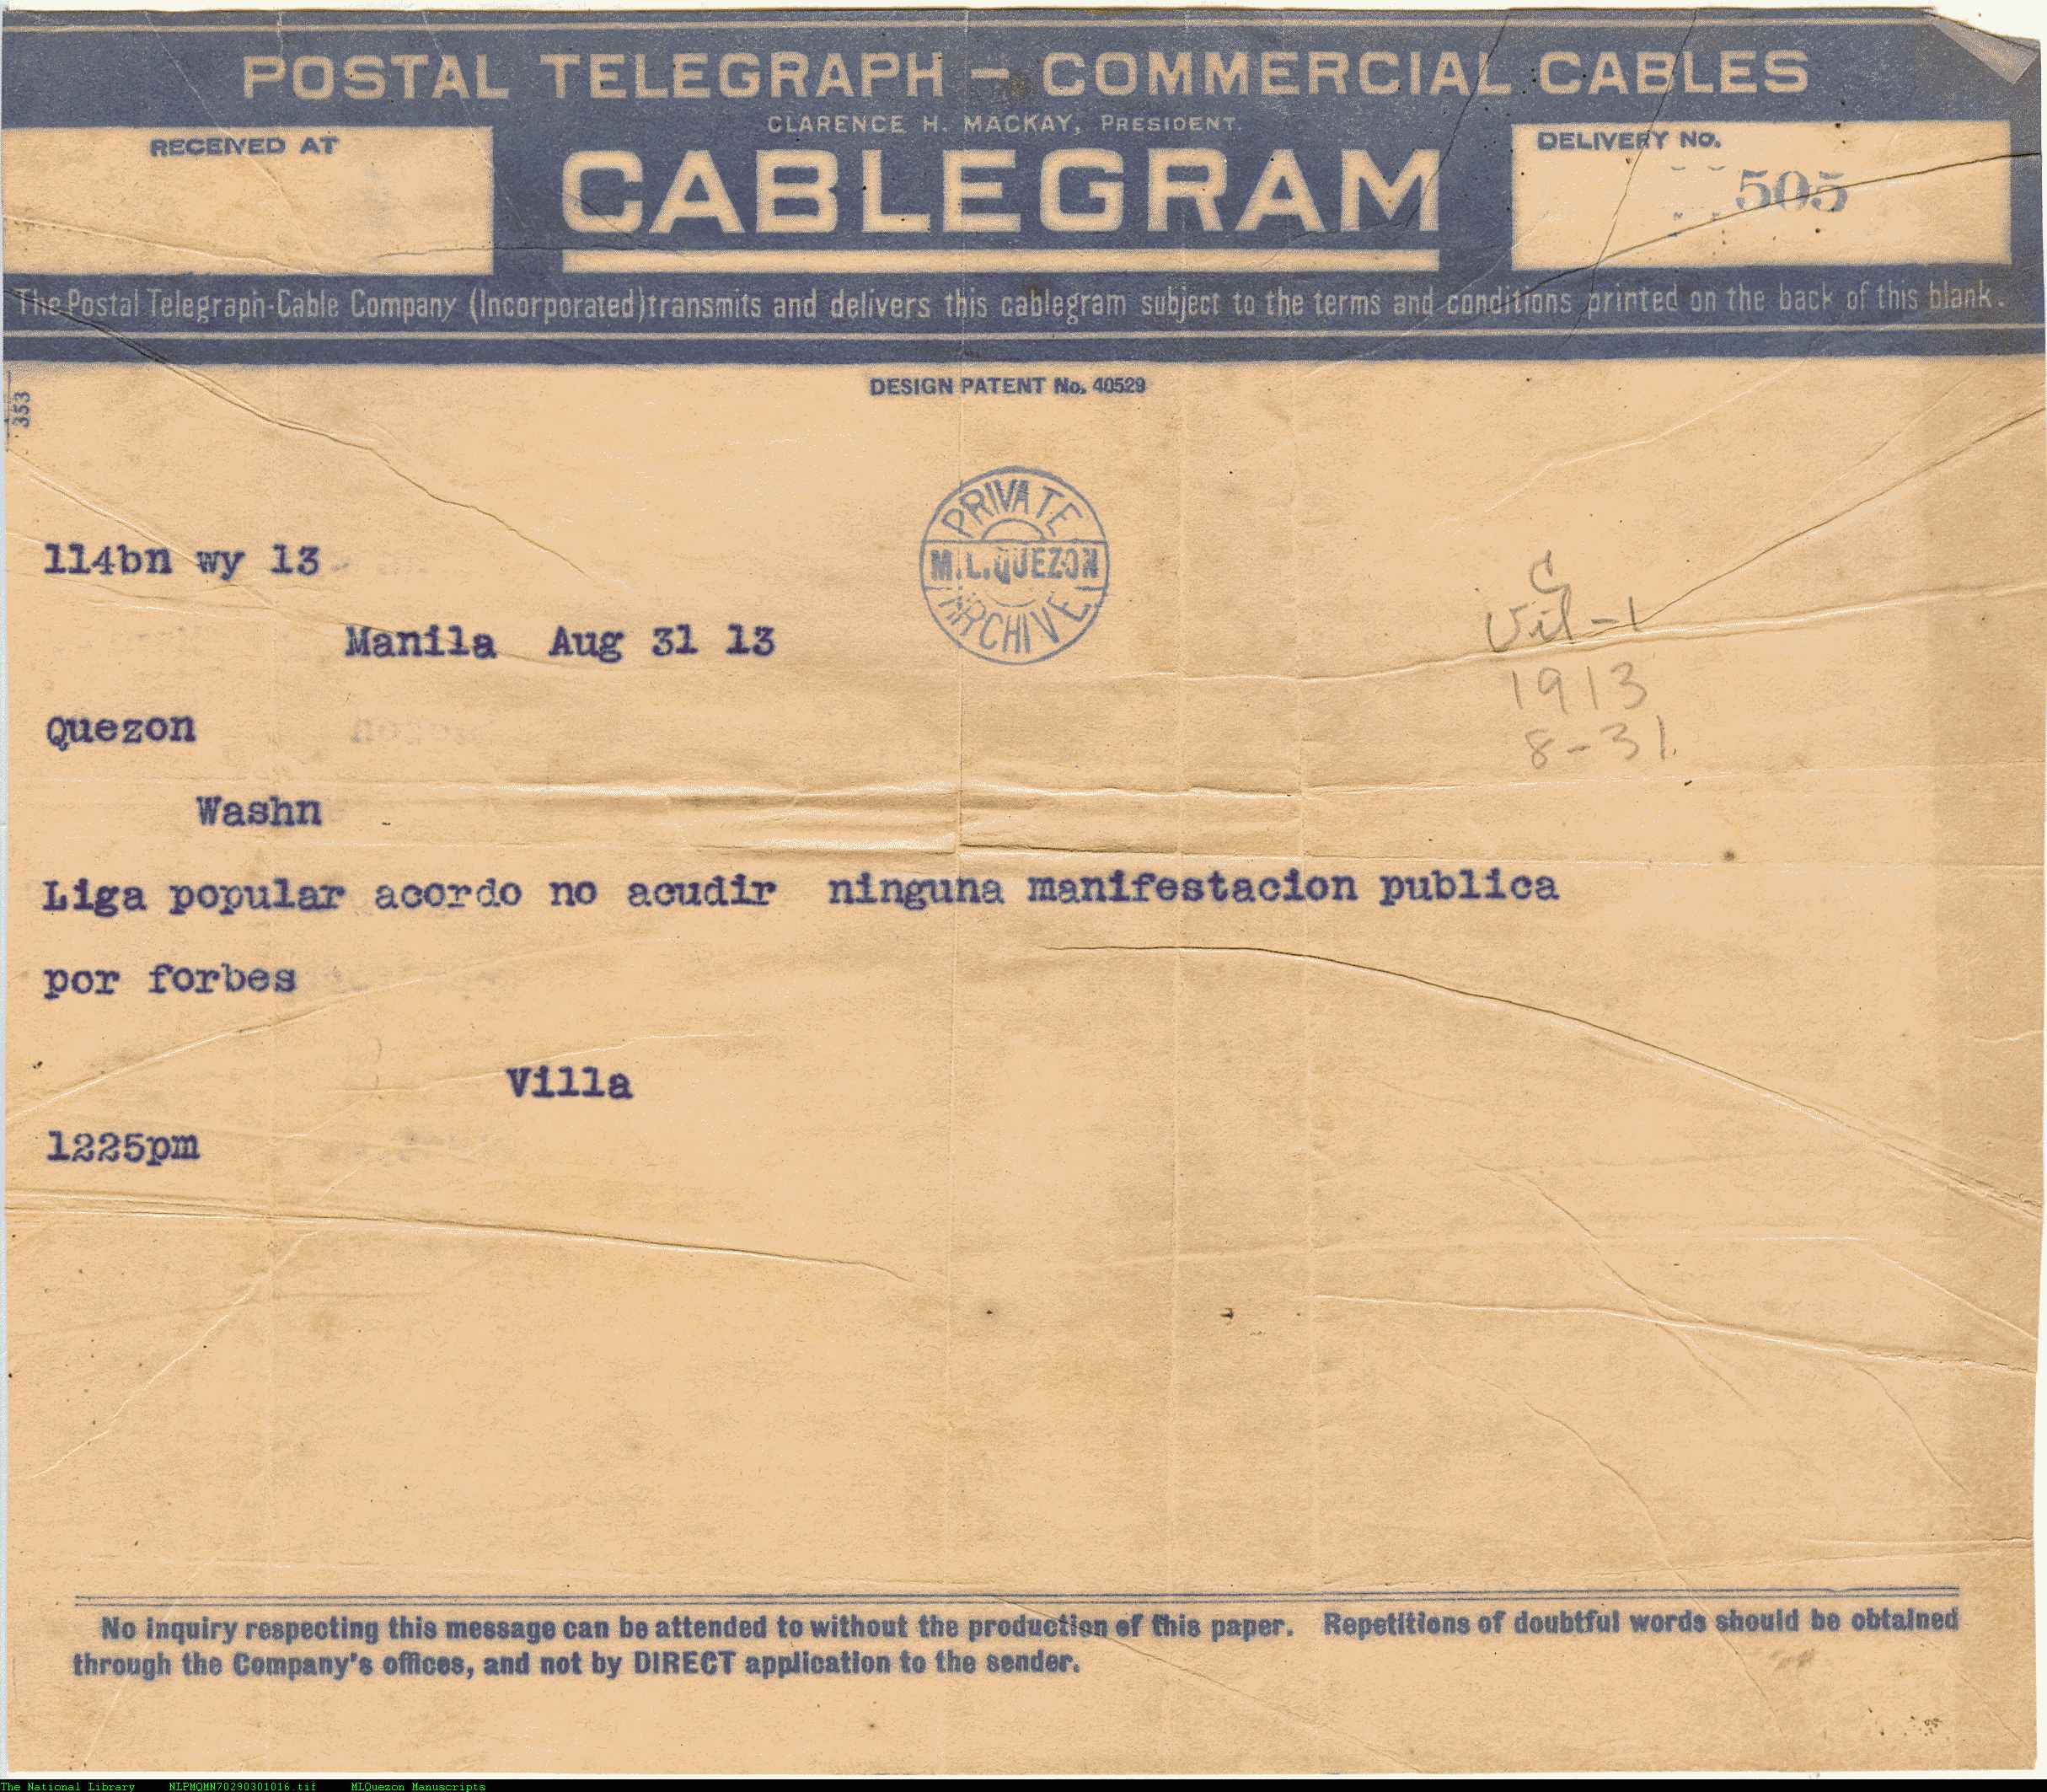 POSTAL TELEGRAPH - COMMERCIAL CABLES
CLARENCE H. MACKAY, PRESIDENT.
RECEIVED AT
CABLEGRAM
DELIVERY No.
505
The Postal Telegraph-Cable Company (Incorporated) transmits and delivers this cablegram subject to the terms and conditions printed on the back of this blank.
DESIGN PATENT No. 40529
353
PRIVATE
M.L.QUEZON
ARCHIVE
114bn wy 13
C
Vil-1
1913
8-31
Manila Aug 31 13
Quezon
Washn
Liga popular acordo no acudir ninguna manifestacion publica
por forbes
Villa
1225pm
No inquiry respecting this message can be attended to without the production of this paper. Repetitions of doubtful words should be obtained
through the Company's offices, and not by DIRECT application to the sender.
The National Library NLPMQMN70290301016.tif MLQuezon Manuscripts